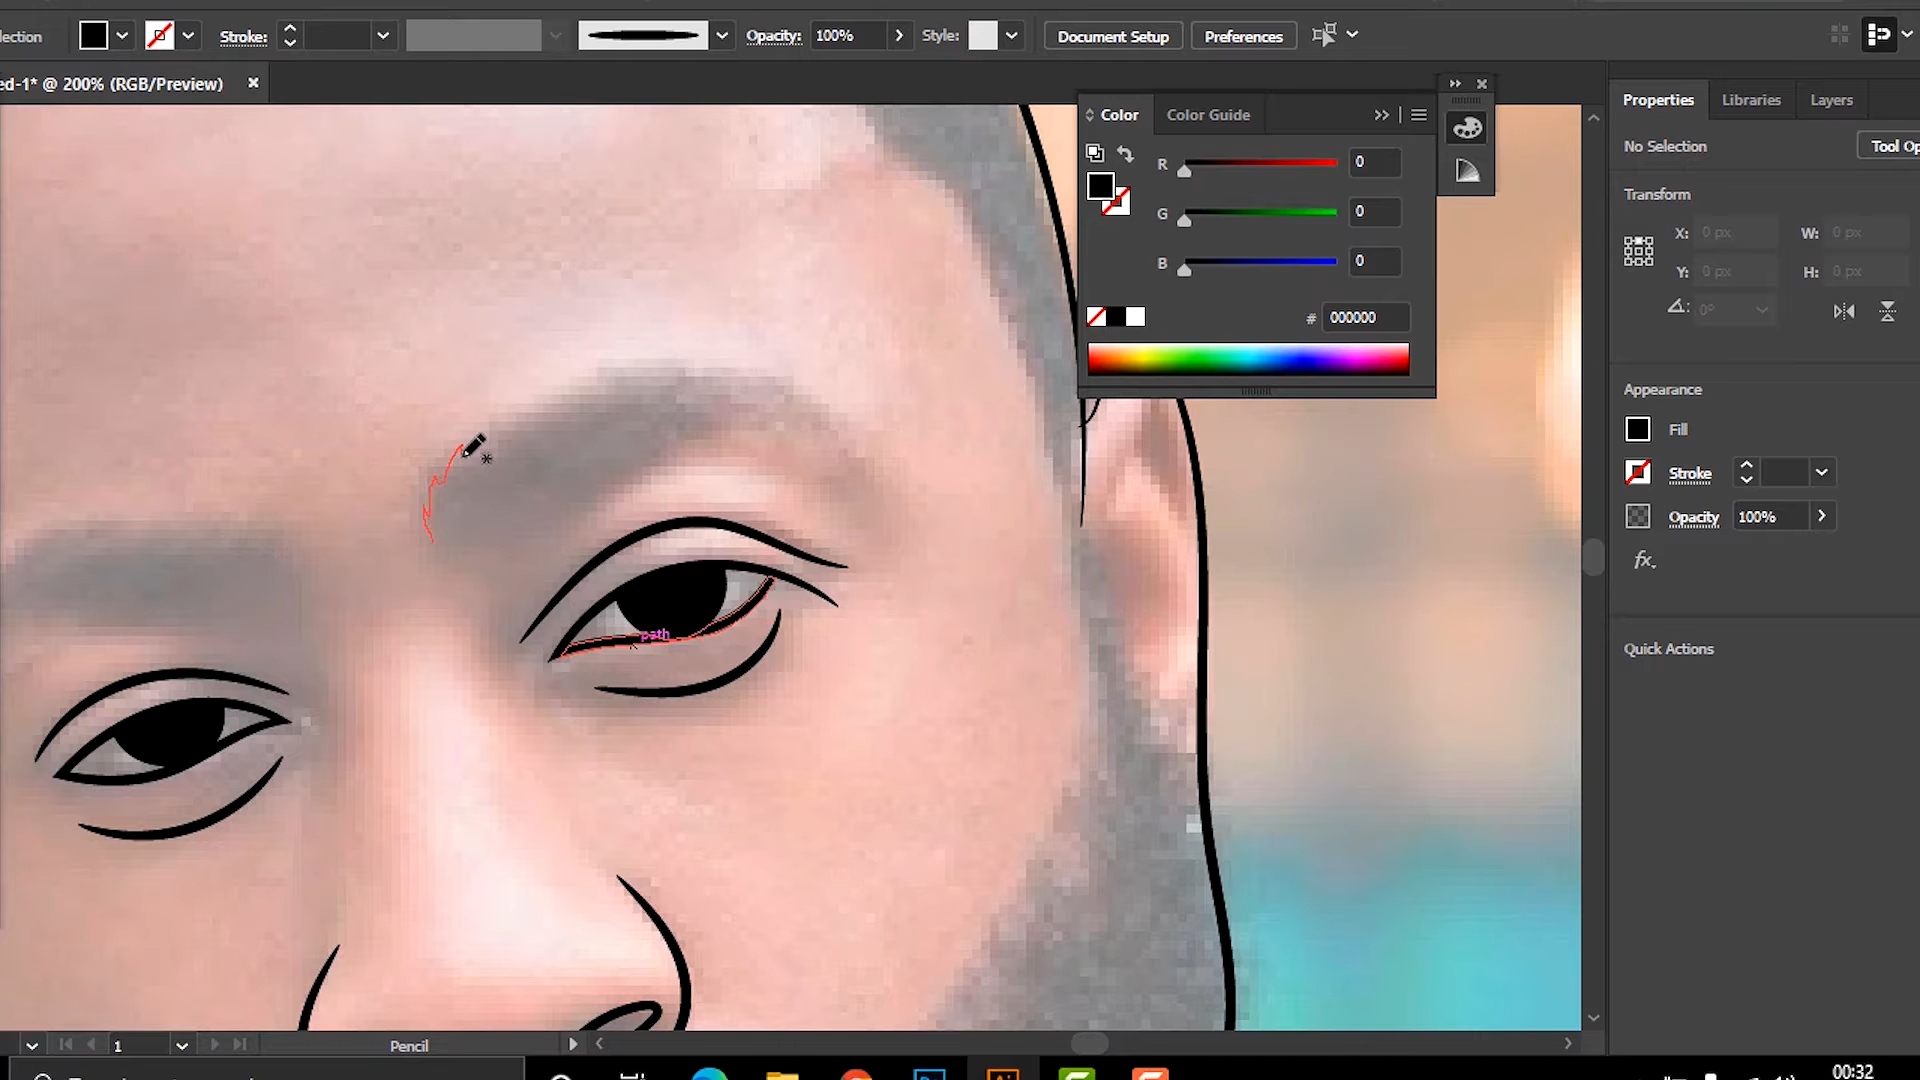 lection
Stroke:
Opacity: 100%
Style:
Document Setup
Preferences
ed-1* @ 200% (RGB/Preview)
Color
Color Guide
R 0
G 0
B 0
# 000000
Properties
Libraries
Layers
No Selection
Tool Op
Transform
X: 0 px
W: 0 px
Y: 0 px
H: 0 px
0°
Appearance
Fill
Stroke
Opacity 100%
fx.
Quick Actions
path
1
Pencil
00:32